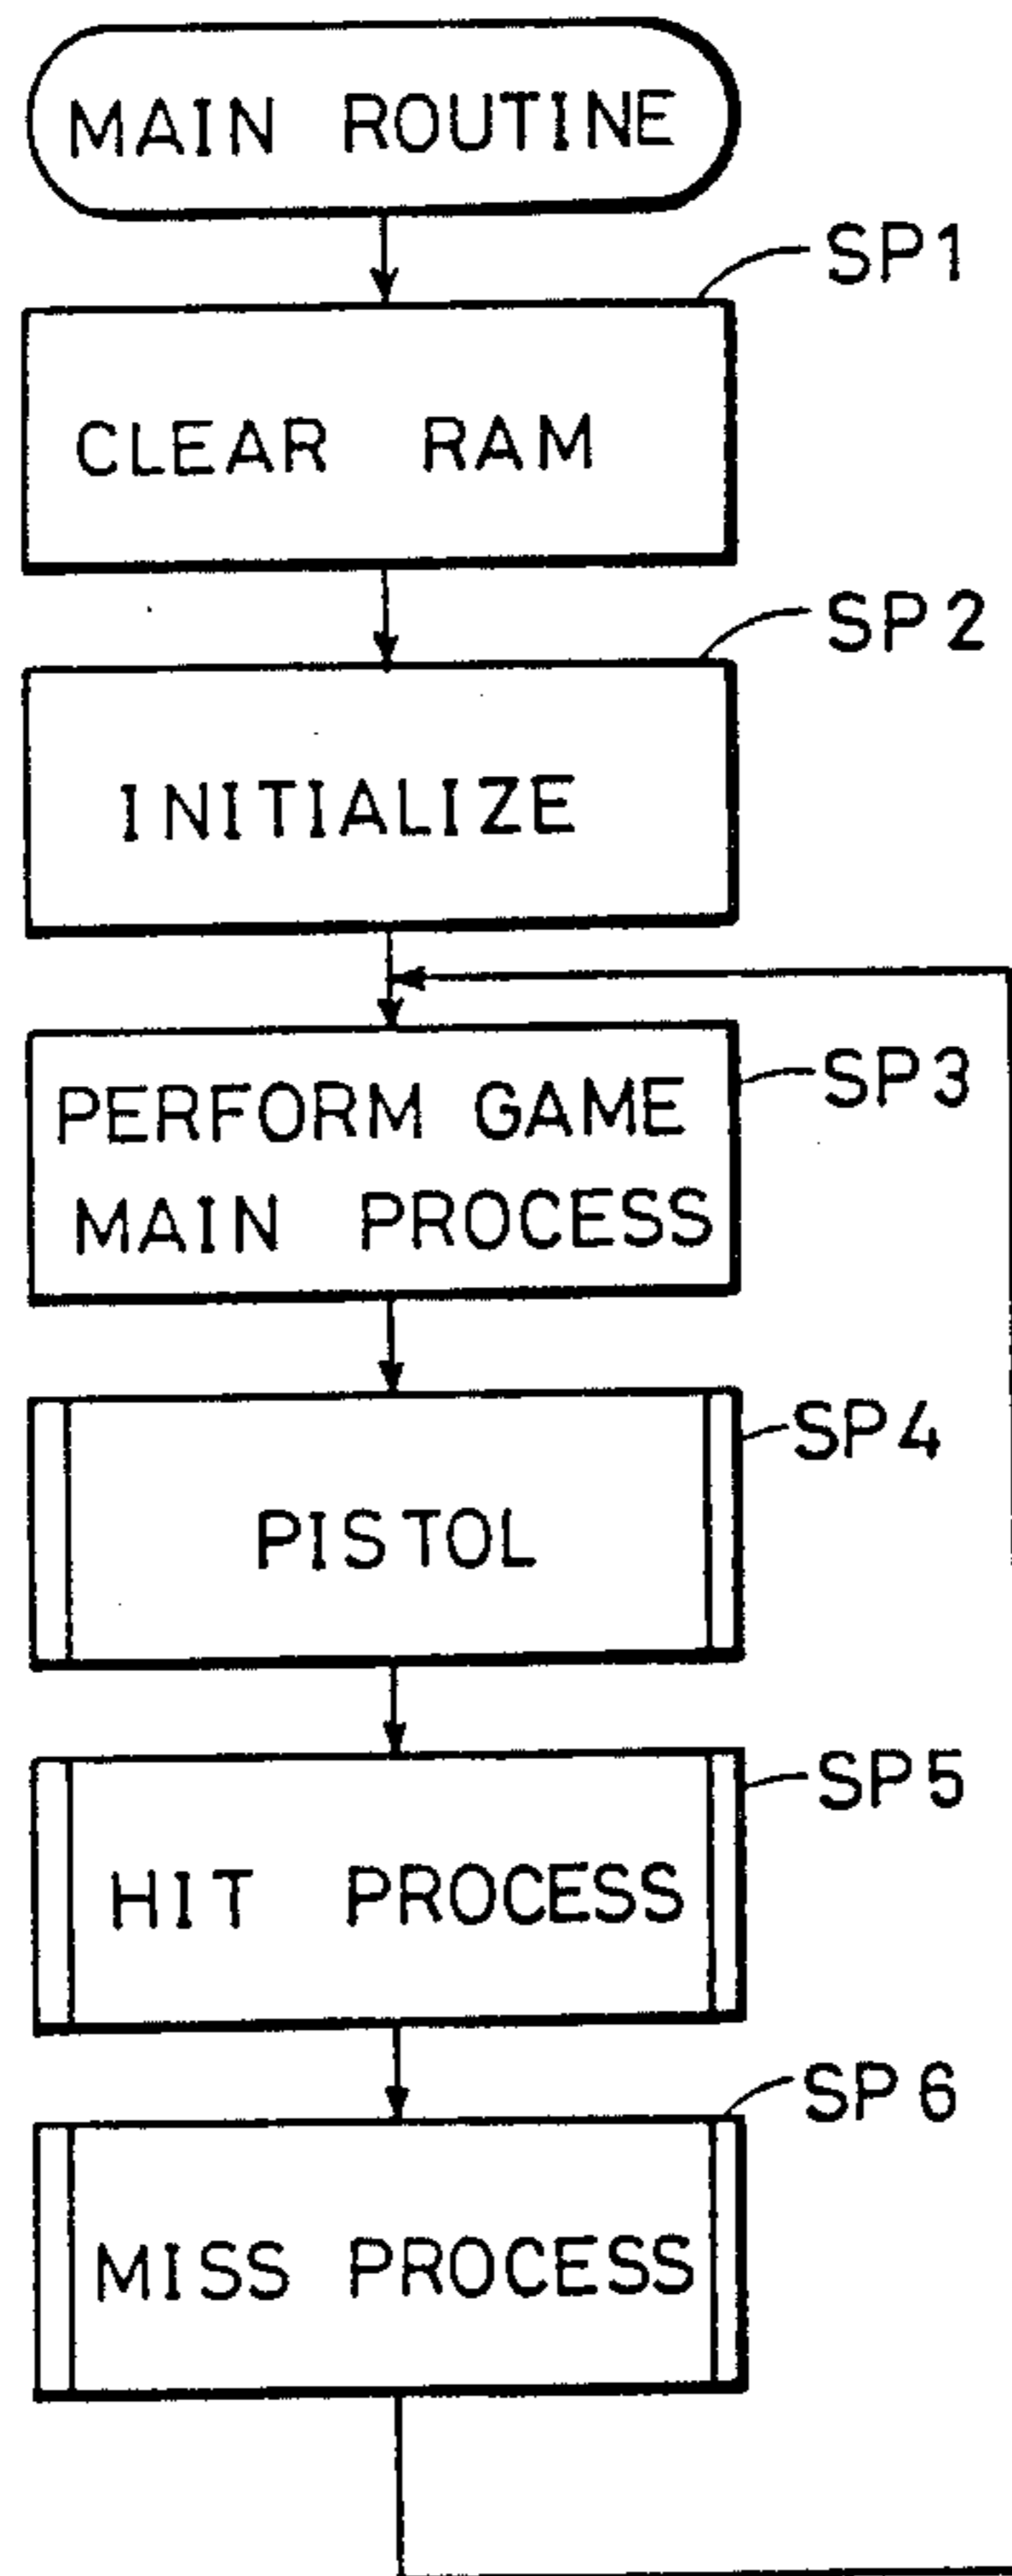 MAIN ROUTINE
SP1
CLEAR RAM
SP2
INITIALIZE
SP3
PERFORM GAME
MAIN PROCESS
SP4
PISTOL
SP5
HIT PROCESS
SP6
MISS PROCESS